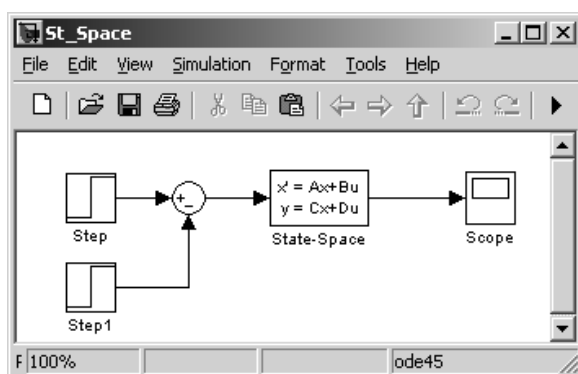 St_Space
File Edit View Simulation Format Tools Help
+
-
x' = Ax+Bu
y = Cx+Du
Step
State-Space
Scope
Step1
F 100% ode45